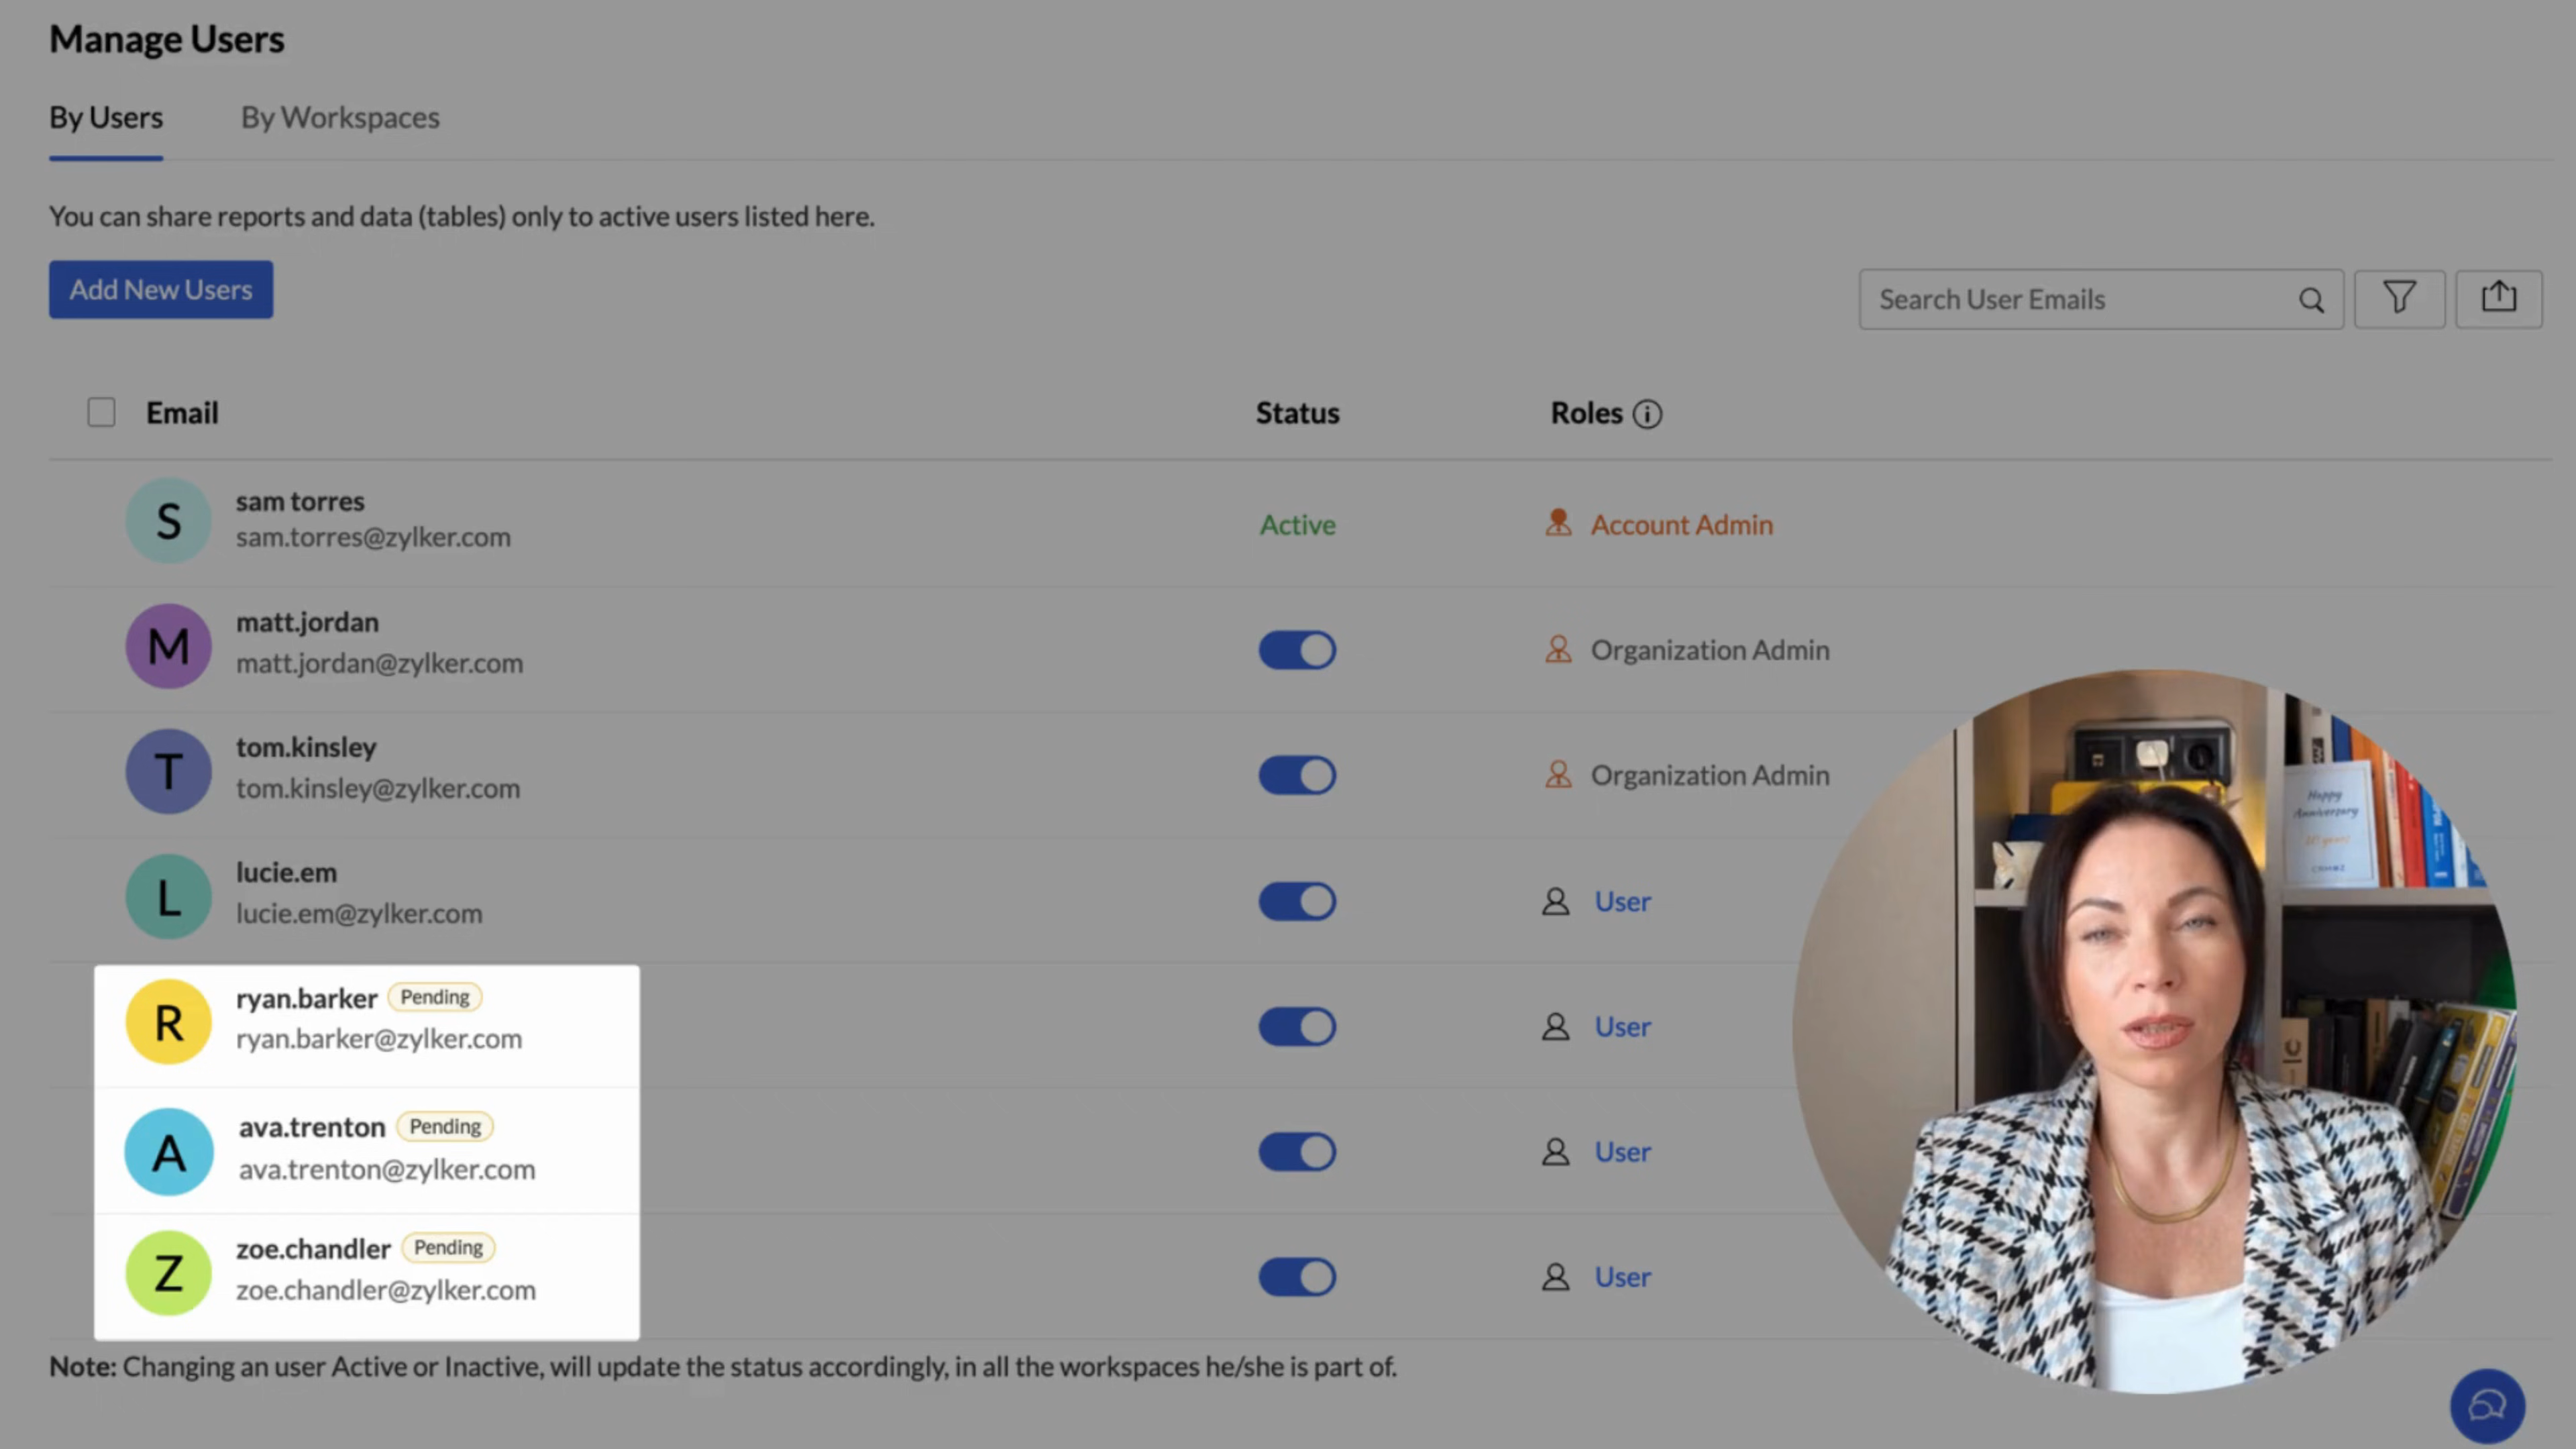 Manage Users
By Users
By Workspaces
You can share reports and data (tables) only to active users listed here.
Add New Users
Search User Emails
Email
Status
Roles
S
sam torres
sam.torres@zylker.com
Active
Account Admin
M
matt.jordan
matt.jordan@zylker.com
Organization Admin
T
tom.kinsley
tom.kinsley@zylker.com
Organization Admin
L
lucie.em
lucie.em@zylker.com
User
R
ryan.barker Pending
ryan.barker@zylker.com
User
A
ava.trenton Pending
ava.trenton@zylker.com
User
Z
zoe.chandler Pending
zoe.chandler@zylker.com
User
Note: Changing an user Active or Inactive, will update the status accordingly, in all the workspaces he/she is part of.
Happy
Anniversary